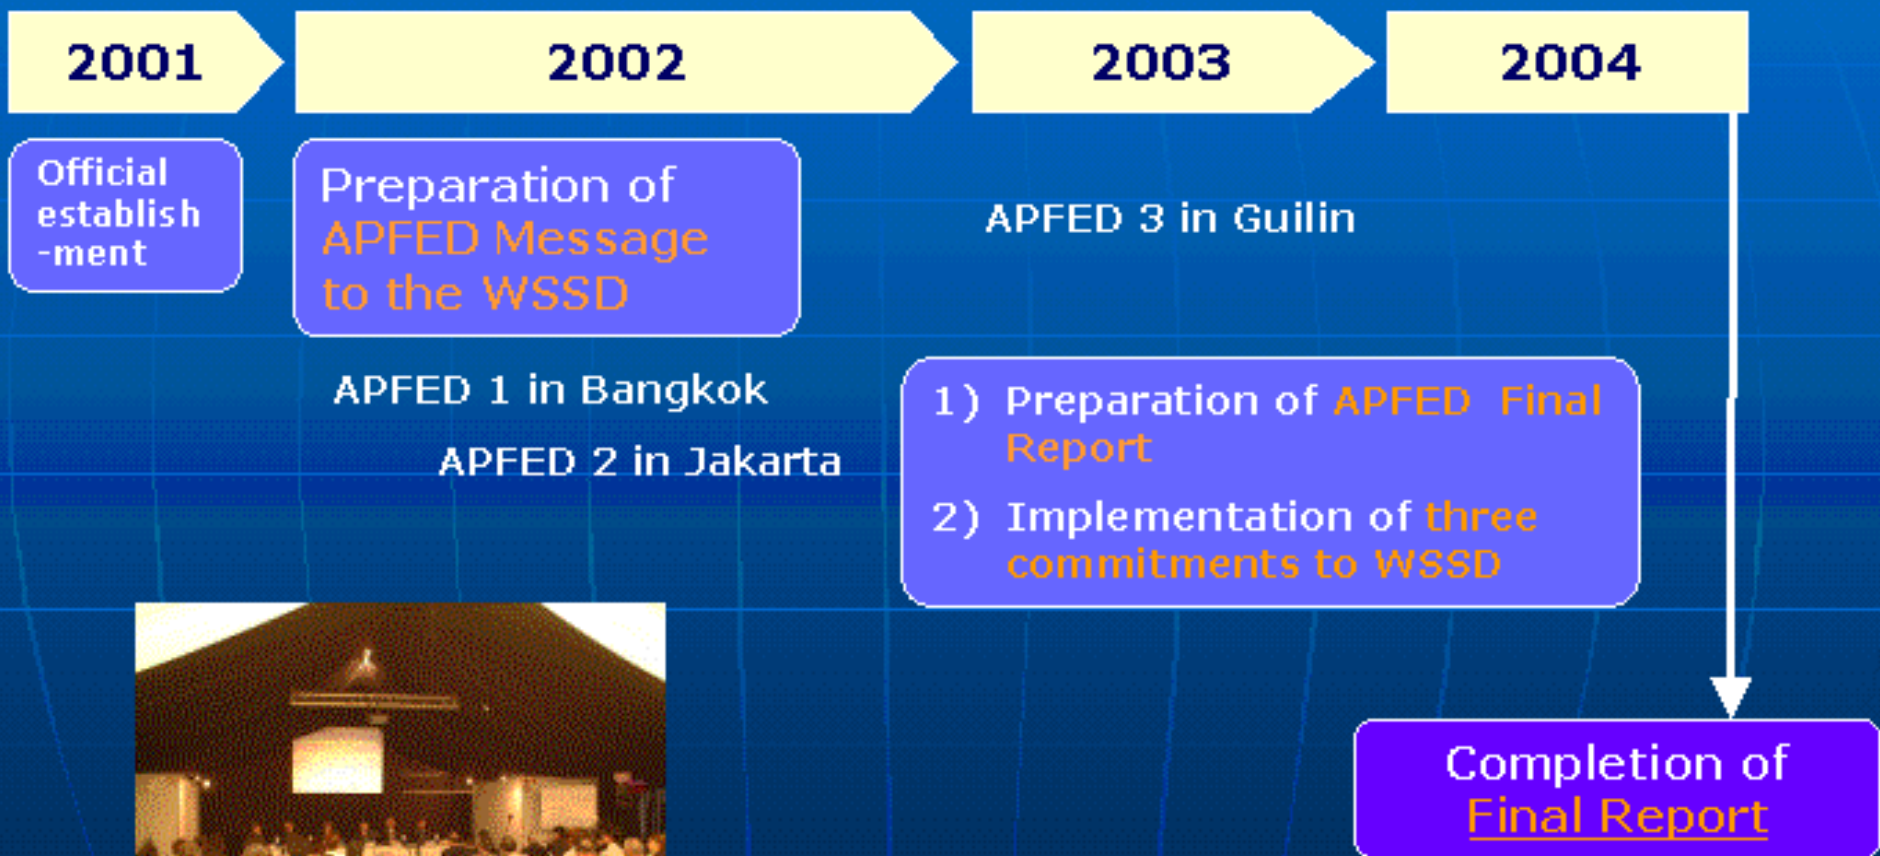 2001
2002
2003
2004
Official
establish
-ment
Preparation of
APFED Message
to the WSSD
APFED 1 in Bangkok
APFED 2 in Jakarta
APFED 3 in Guilin
1) Preparation of APFED Final
Report
2) Implementation of three
commitments to WSSD
Completion of
Final Report